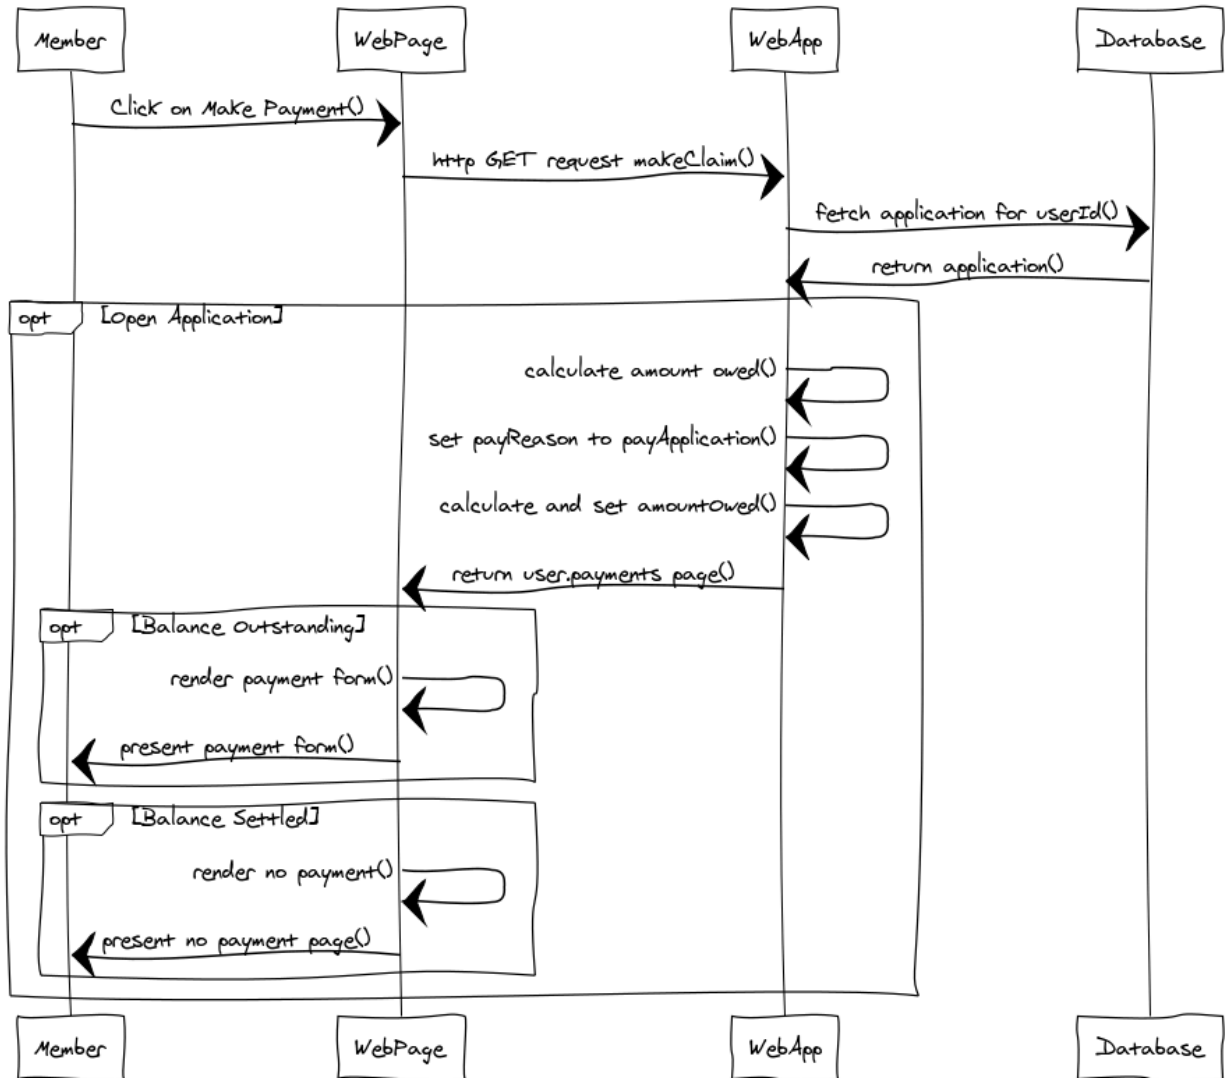 Member
WebPage
WebApp
Database
Click on Make Payment()
http GET request makeClaim()
fetch application for userId()
return application()
opt [Open Application]
calculate amount owed()
set payReason to payApplication()
calculate and set amountOwed()
return user.payments page()
opt [Balance Outstanding]
render payment form()
present payment form()
opt [Balance Settled]
render no payment()
present no payment page()
Member
WebPage
WebApp
Database